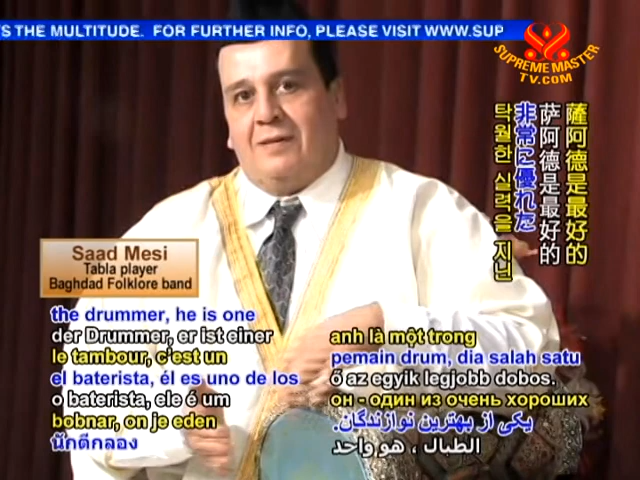 S THE MULTITUDE. FOR FURTHER INFO, PLEASE VISIT WWW.SUP
SUPREME MASTER
TV.COM
薩阿德是最好的
萨阿德是最好的
非常に優れた
탁월한 실력을 지닌
Saad Mesi
Tabla player
Baghdad Folklore band
the drummer, he is one
der Drummer, er ist einer
le tambour, c'est un
el baterista, él es uno de los
o baterista, ele é um
bobnar, on je eden
นักตีกลอง
anh là một trong
pemain drum, dia salah satu
ő az egyik legjobb dobos.
он - один из очень хороших
یکی از بهترین نوازندگان.
الطبال ، هو واحد